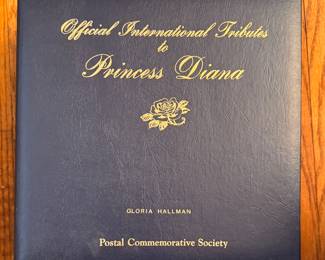 Official International Tributes
to
Princess Diana
GLORIA HALLMAN
Postal Commemorative Society